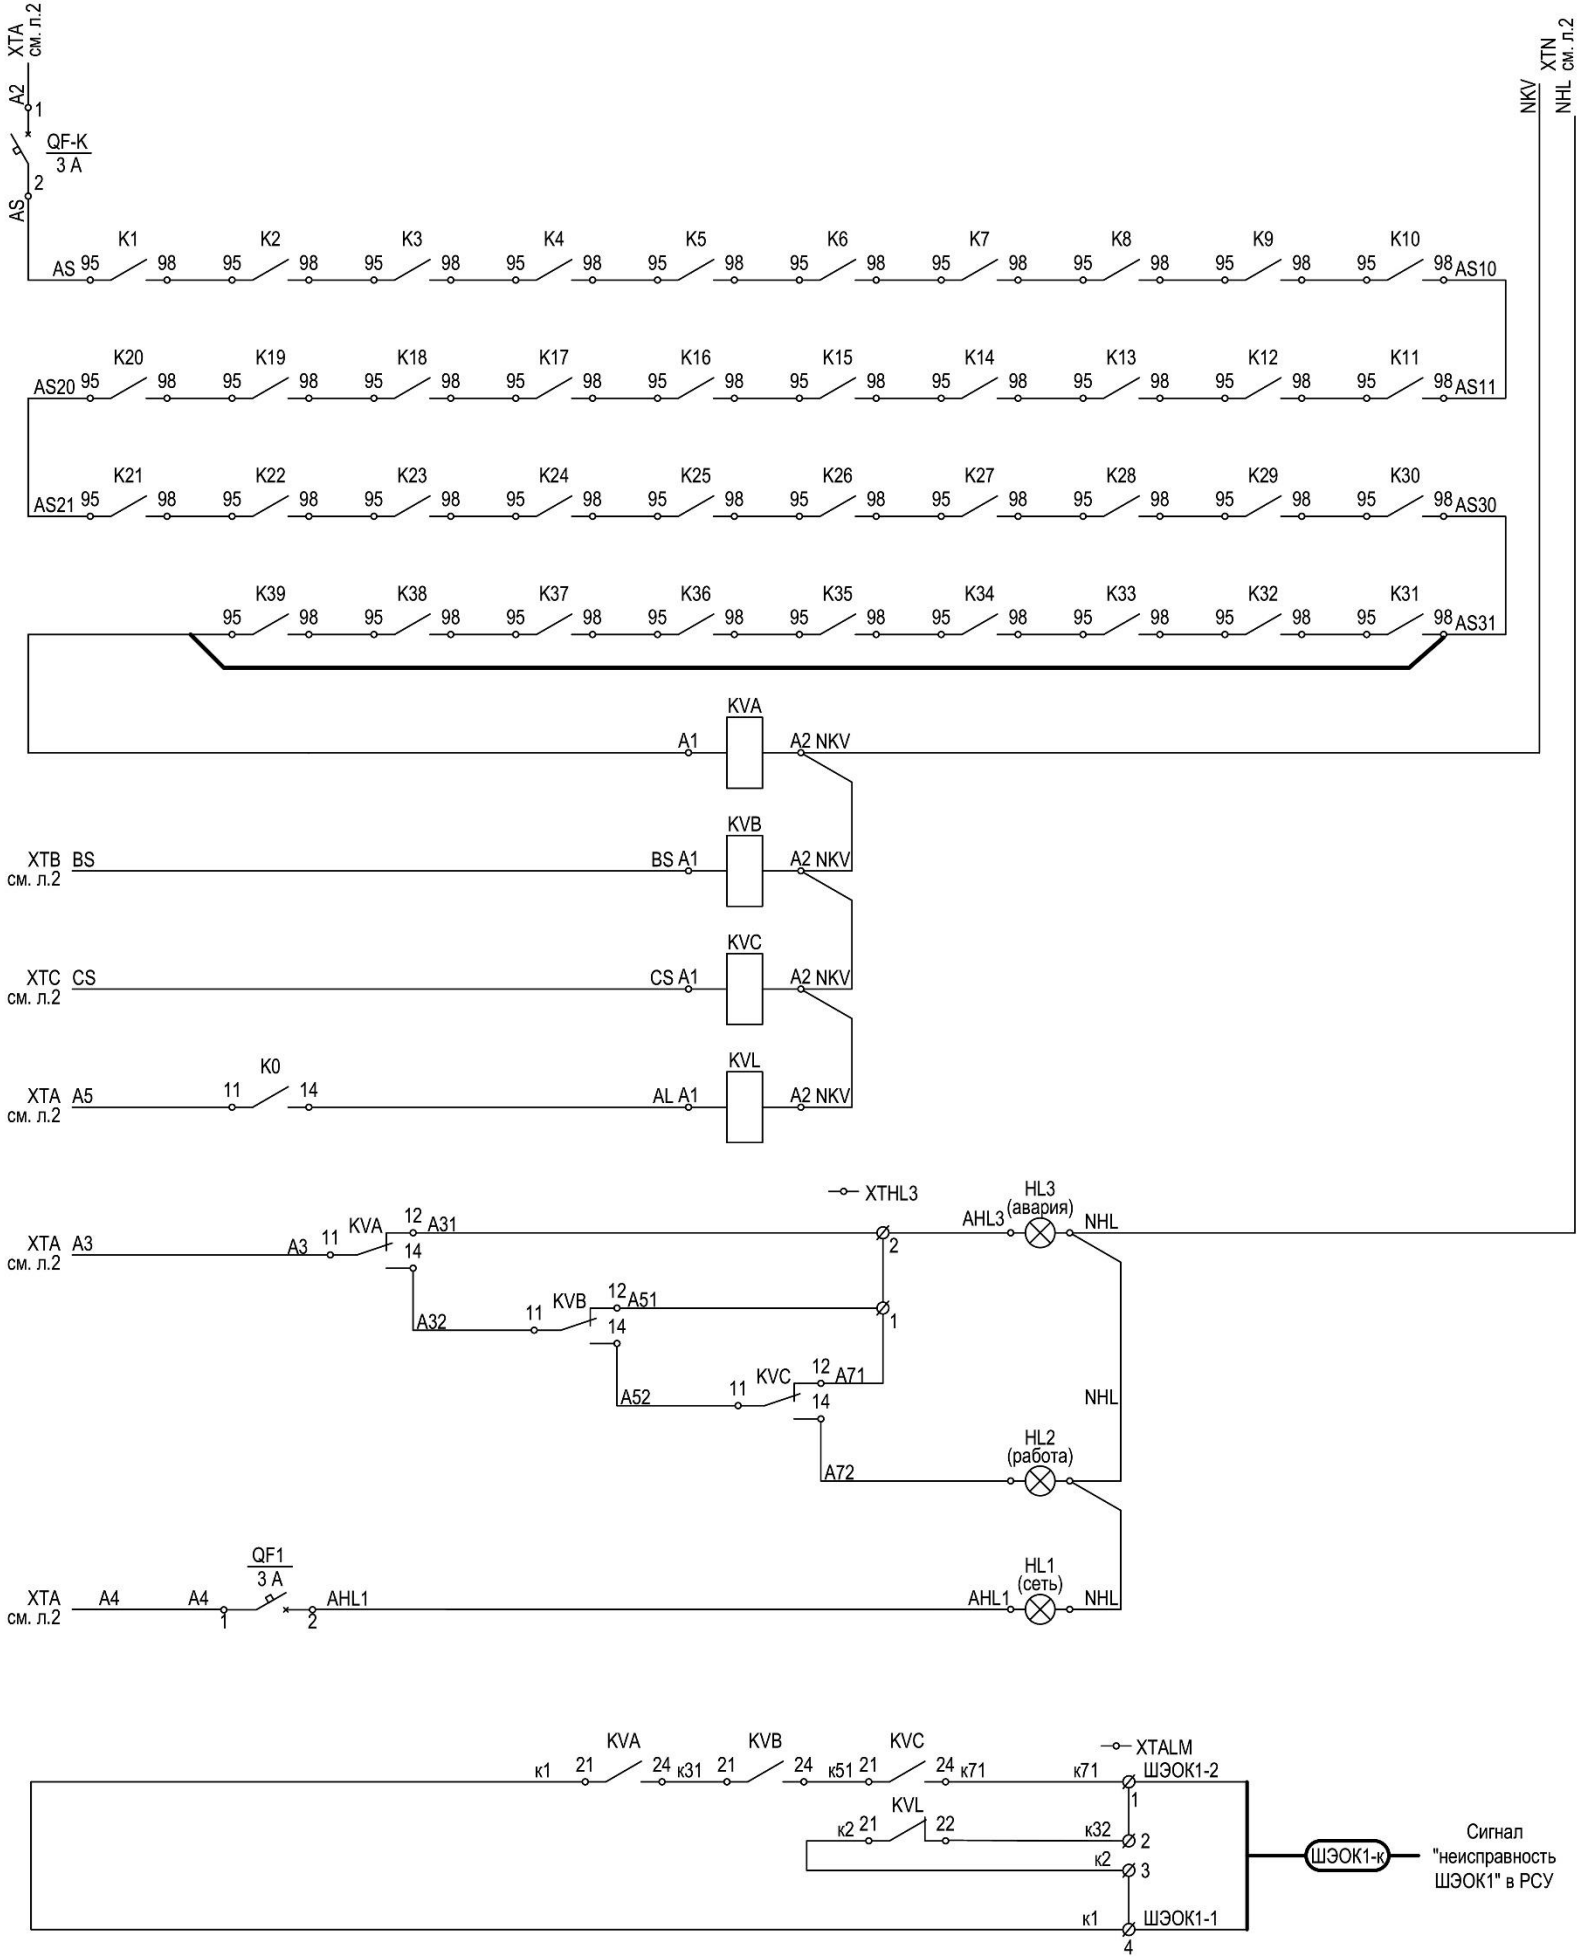 XTA
см. л.2
A2
1
QF-K
3 A
2
AS
NKV
XTN
NHL см. л.2
K1 K2 K3 K4 K5 K6 K7 K8 K9 K10
AS 95 98 95 98 95 98 95 98 95 98 95 98 95 98 95 98 95 98 95 98 AS10
K20 K19 K18 K17 K16 K15 K14 K13 K12 K11
AS20 95 98 95 98 95 98 95 98 95 98 95 98 95 98 95 98 95 98 95 98 AS11
K21 K22 K23 K24 K25 K26 K27 K28 K29 K30
AS21 95 98 95 98 95 98 95 98 95 98 95 98 95 98 95 98 95 98 95 98 AS30
K39 K38 K37 K36 K35 K34 K33 K32 K31
95 98 95 98 95 98 95 98 95 98 95 98 95 98 95 98 95 98 AS31
KVA
A1 A2 NKV
KVB
XTB BS BS A1 A2 NKV
см. л.2
KVC
XTC CS CS A1 A2 NKV
см. л.2
K0 KVL
XTA A5 11 14 AL A1 A2 NKV
см. л.2
XTHL3
HL3
(авария)
XTA A3 A3 11 KVA 12 A31 2 AHL3 NHL
см. л.2
14
A32 11 KVB 12 A51 1
14
A52 11 KVC 12 A71
14
NHL
HL2
(работа)
A72
QF1
3 A
HL1
(сеть)
XTA A4 A4 1 2 AHL1 AHL1 NHL
см. л.2
KVA KVB KVC XTALM
к1 21 24 к31 21 24 к51 21 24 к71 к71 1 ШЭОК1-2
KVL
к2 21 22 к32 2
к2 3
к1 4 ШЭОК1-1
ШЭОК1-к
Сигнал
"неисправность
ШЭОК1" в РСУ